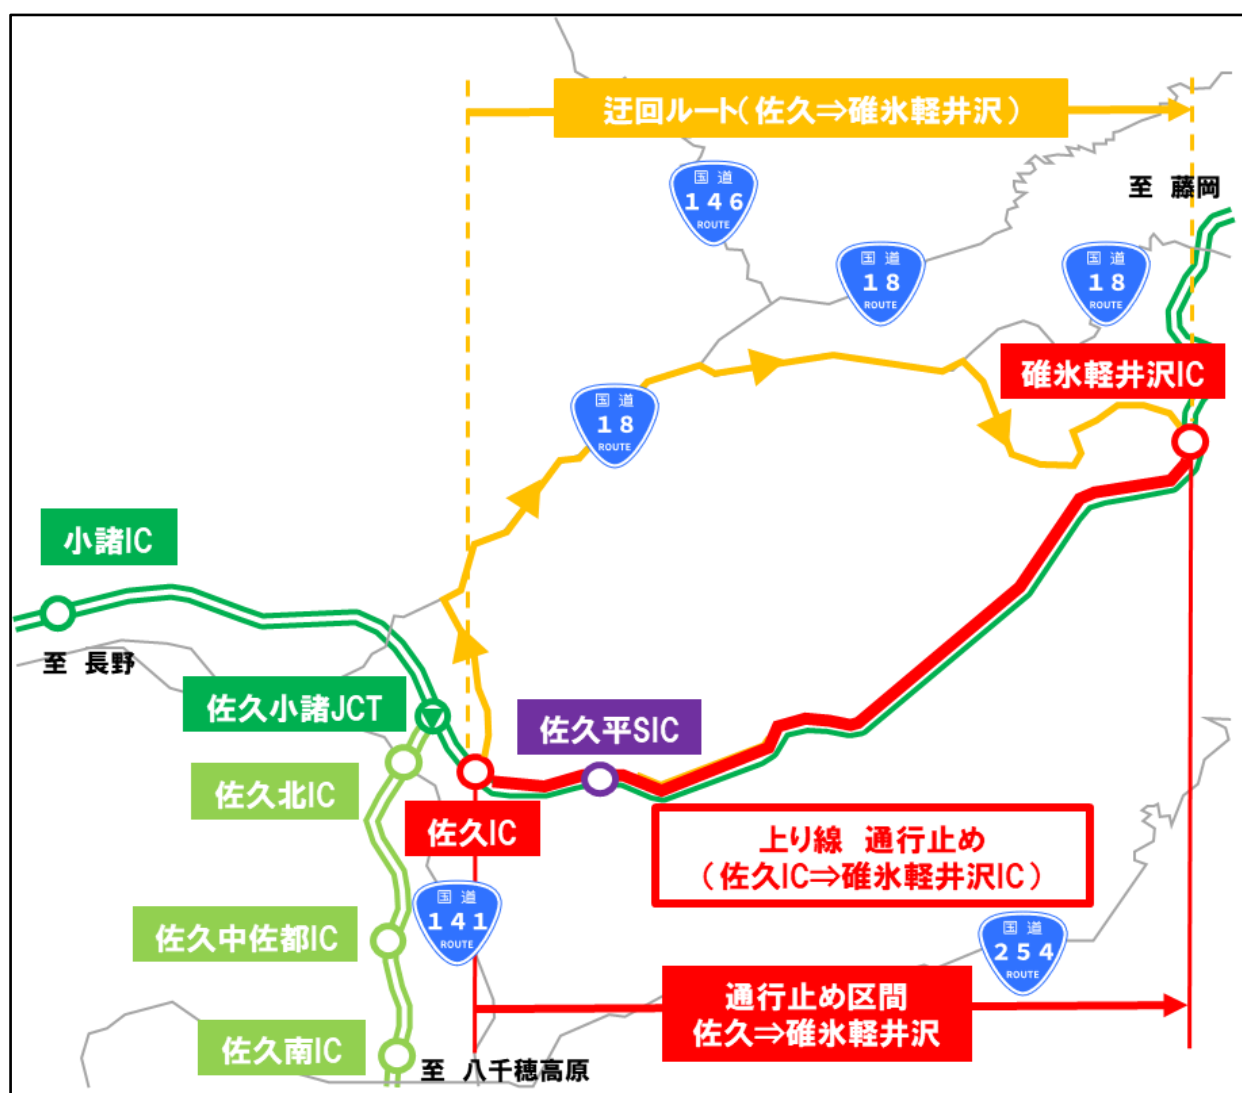 迂回ルート(佐久⇒碓氷軽井沢)
国道
146
ROUTE
至 藤岡
国道
18
ROUTE
国道
18
ROUTE
碓氷軽井沢IC
国道
18
ROUTE
小諸IC
至 長野
佐久小諸JCT
佐久平SIC
佐久北IC
佐久IC
上り線 通行止め
(佐久IC⇒碓氷軽井沢IC)
国道
141
ROUTE
佐久中佐都IC
国道
254
ROUTE
通行止め区間
佐久⇒碓氷軽井沢
佐久南IC
至 八千穂高原